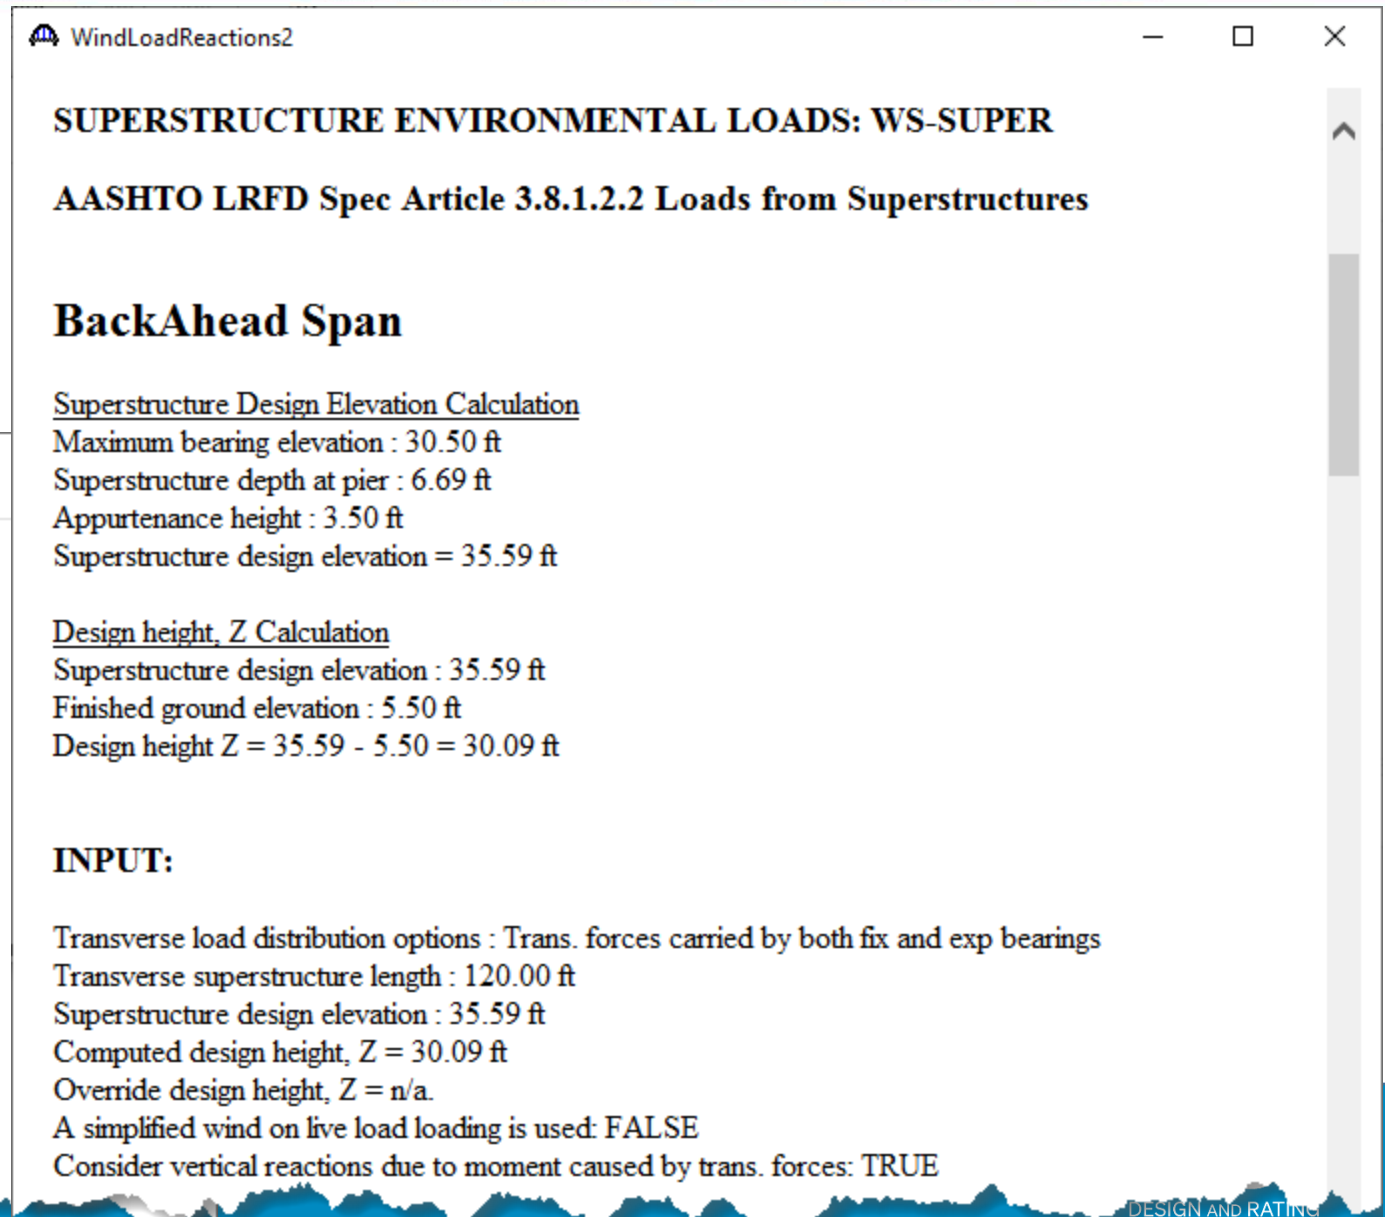 WindLoadReactions2
SUPERSTRUCTURE ENVIRONMENTAL LOADS: WS-SUPER
AASHTO LRFD Spec Article 3.8.1.2.2 Loads from Superstructures
BackAhead Span
Superstructure Design Elevation Calculation
Maximum bearing elevation : 30.50 ft
Superstructure depth at pier : 6.69 ft
Appurtenance height : 3.50 ft
Superstructure design elevation = 35.59 ft
Design height, Z Calculation
Superstructure design elevation : 35.59 ft
Finished ground elevation : 5.50 ft
Design height Z = 35.59 - 5.50 = 30.09 ft
INPUT:
Transverse load distribution options : Trans. forces carried by both fix and exp bearings
Transverse superstructure length : 120.00 ft
Superstructure design elevation : 35.59 ft
Computed design height, Z = 30.09 ft
Override design height, Z = n/a.
A simplified wind on live load loading is used: FALSE
Consider vertical reactions due to moment caused by trans. forces: TRUE
DESIGN AND RATING